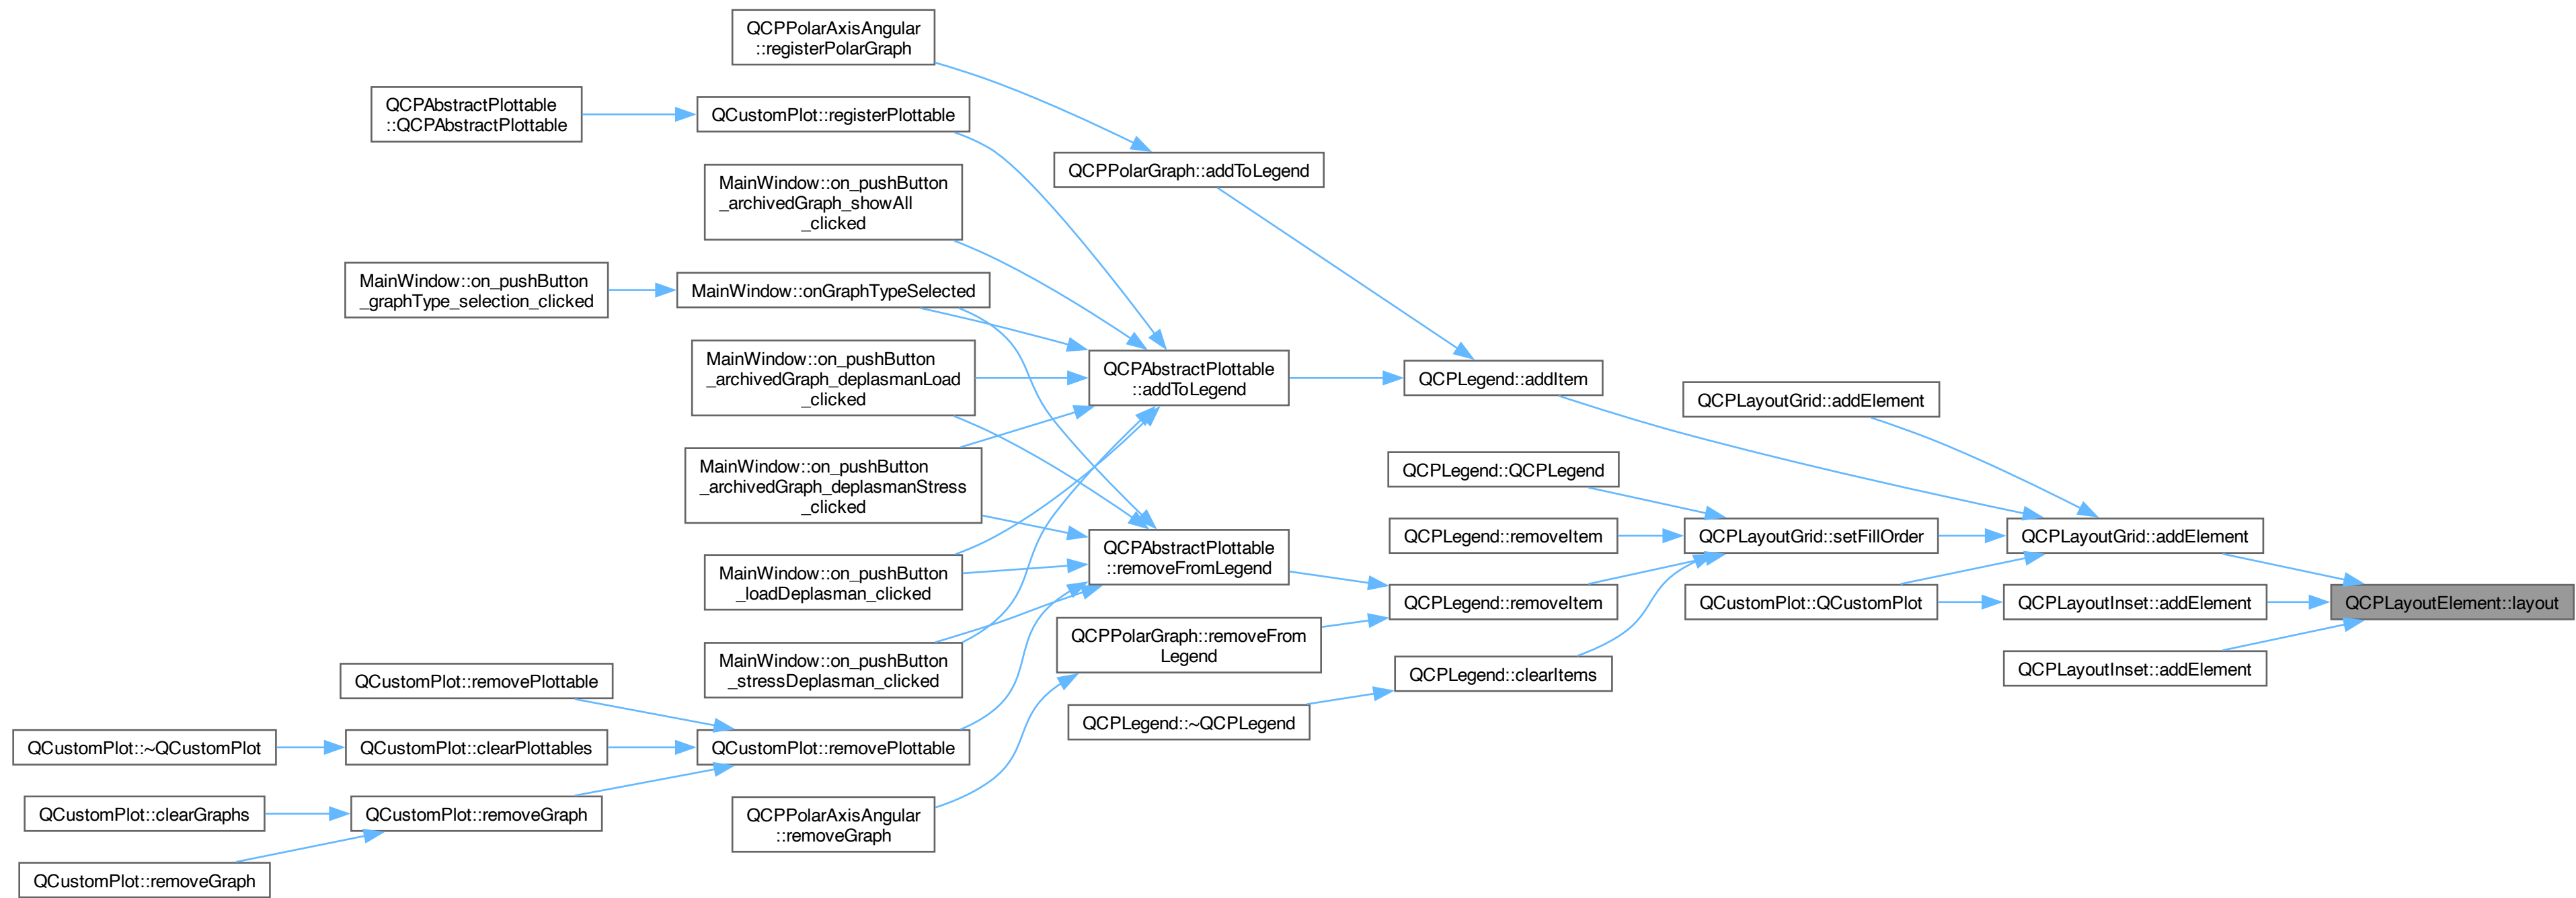 QCPPolarAxisAngular
::registerPolarGraph
QCPAbstractPlottable
::QCPAbstractPlottable
QCustomPlot::registerPlottable
QCPPolarGraph::addToLegend
MainWindow::on_pushButton
_archivedGraph_showAll
_clicked
MainWindow::on_pushButton
_graphType_selection_clicked
MainWindow::onGraphTypeSelected
MainWindow::on_pushButton
_archivedGraph_deplasmanLoad
_clicked
QCPAbstractPlottable
::addToLegend
QCPLegend::addItem
QCPLayoutGrid::addElement
MainWindow::on_pushButton
_archivedGraph_deplasmanStress
_clicked
QCPLegend::QCPLegend
QCPLegend::removeItem
QCPLayoutGrid::setFillOrder
QCPLayoutGrid::addElement
QCPAbstractPlottable
::removeFromLegend
MainWindow::on_pushButton
_loadDeplasman_clicked
QCPLegend::removeItem
QCustomPlot::QCustomPlot
QCPLayoutInset::addElement
QCPLayoutElement::layout
QCPPolarGraph::removeFrom
Legend
MainWindow::on_pushButton
_stressDeplasman_clicked
QCPLegend::clearItems
QCPLayoutInset::addElement
QCustomPlot::removePlottable
QCPLegend::~QCPLegend
QCustomPlot::~QCustomPlot
QCustomPlot::clearPlottables
QCustomPlot::removePlottable
QCustomPlot::clearGraphs
QCustomPlot::removeGraph
QCPPolarAxisAngular
::removeGraph
QCustomPlot::removeGraph